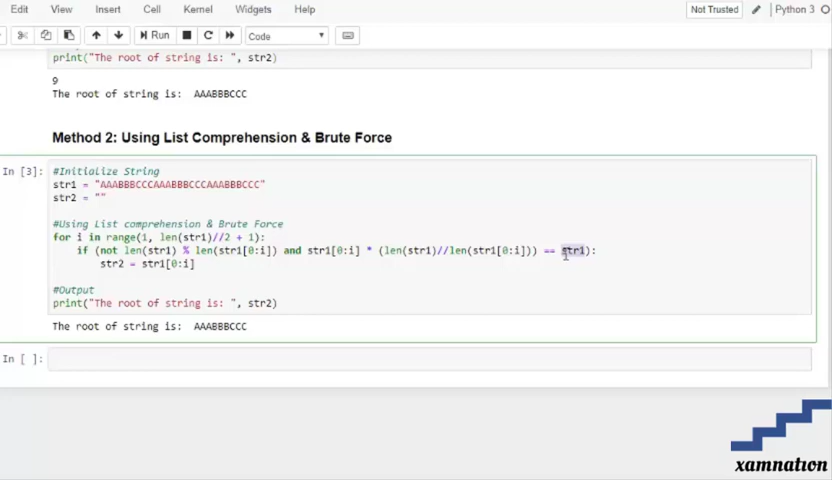 Edit View Insert Cell Kernel Widgets Help Not Trusted Python 3
Run Code
print("The root of string is: ", str2)
9
The root of string is:  AAABBBCCC
Method 2: Using List Comprehension & Brute Force
In [3]: #Initialize String
str1 = "AAABBBCCCAAABBBCCCAAABBBCCC"
str2 = ""
#Using List comprehension & Brute Force
for i in range(1, len(str1)//2 + 1):
    if (not len(str1) % len(str1[0:i]) and str1[0:i] * (len(str1)//len(str1[0:i])) == str1):
        str2 = str1[0:i]
#Output
print("The root of string is: ", str2)
The root of string is:  AAABBBCCC
In [ ]:
xamnation